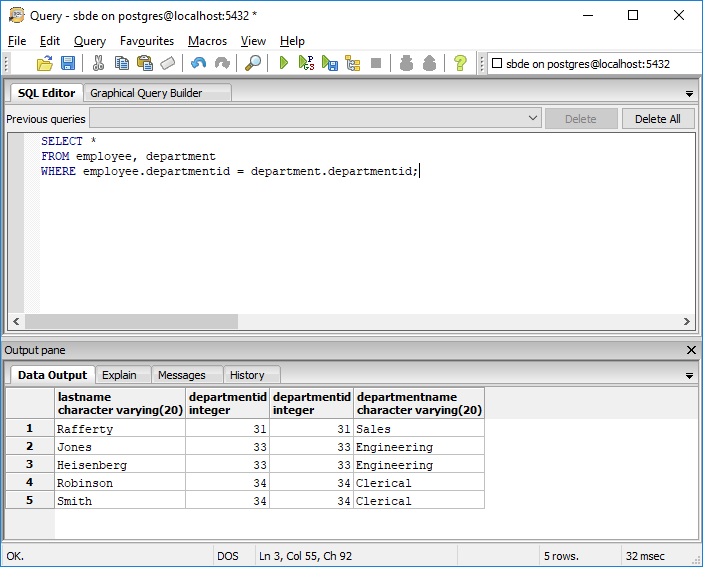 Query - sbde on postgres@localhost:5432 *
File Edit Query Favourites Macros View Help
sbde on postgres@localhost:5432
SQL Editor Graphical Query Builder
Previous queries Delete Delete All
SELECT *
FROM employee, department
WHERE employee.departmentid = department.departmentid;
Output pane
Data Output Explain Messages History
lastname departmentid departmentid departmentname
character varying(20) integer integer character varying(20)
1 Rafferty 31 31 Sales
2 Jones 33 33 Engineering
3 Heisenberg 33 33 Engineering
4 Robinson 34 34 Clerical
5 Smith 34 34 Clerical
OK. DOS Ln 3, Col 55, Ch 92 5 rows. 32 msec